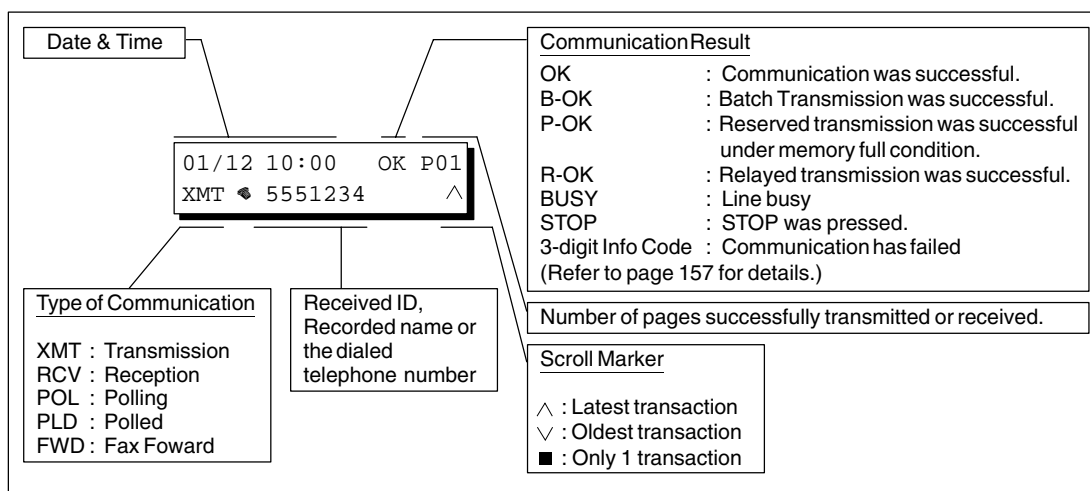 Date & Time
Communication Result
OK : Communication was successful.
B-OK : Batch Transmission was successful.
P-OK : Reserved transmission was successful
under memory full condition.
R-OK : Relayed transmission was successful.
BUSY : Line busy
STOP : STOP was pressed.
3-digit Info Code : Communication has failed
(Refer to page 157 for details.)
01/12 10:00 OK P01
XMT 5551234 ∧
Type of Communication
XMT : Transmission
RCV : Reception
POL : Polling
PLD : Polled
FWD : Fax Foward
Received ID,
Recorded name or
the dialed
telephone number
Number of pages successfully transmitted or received.
Scroll Marker
∧ : Latest transaction
∨ : Oldest transaction
■ : Only 1 transaction